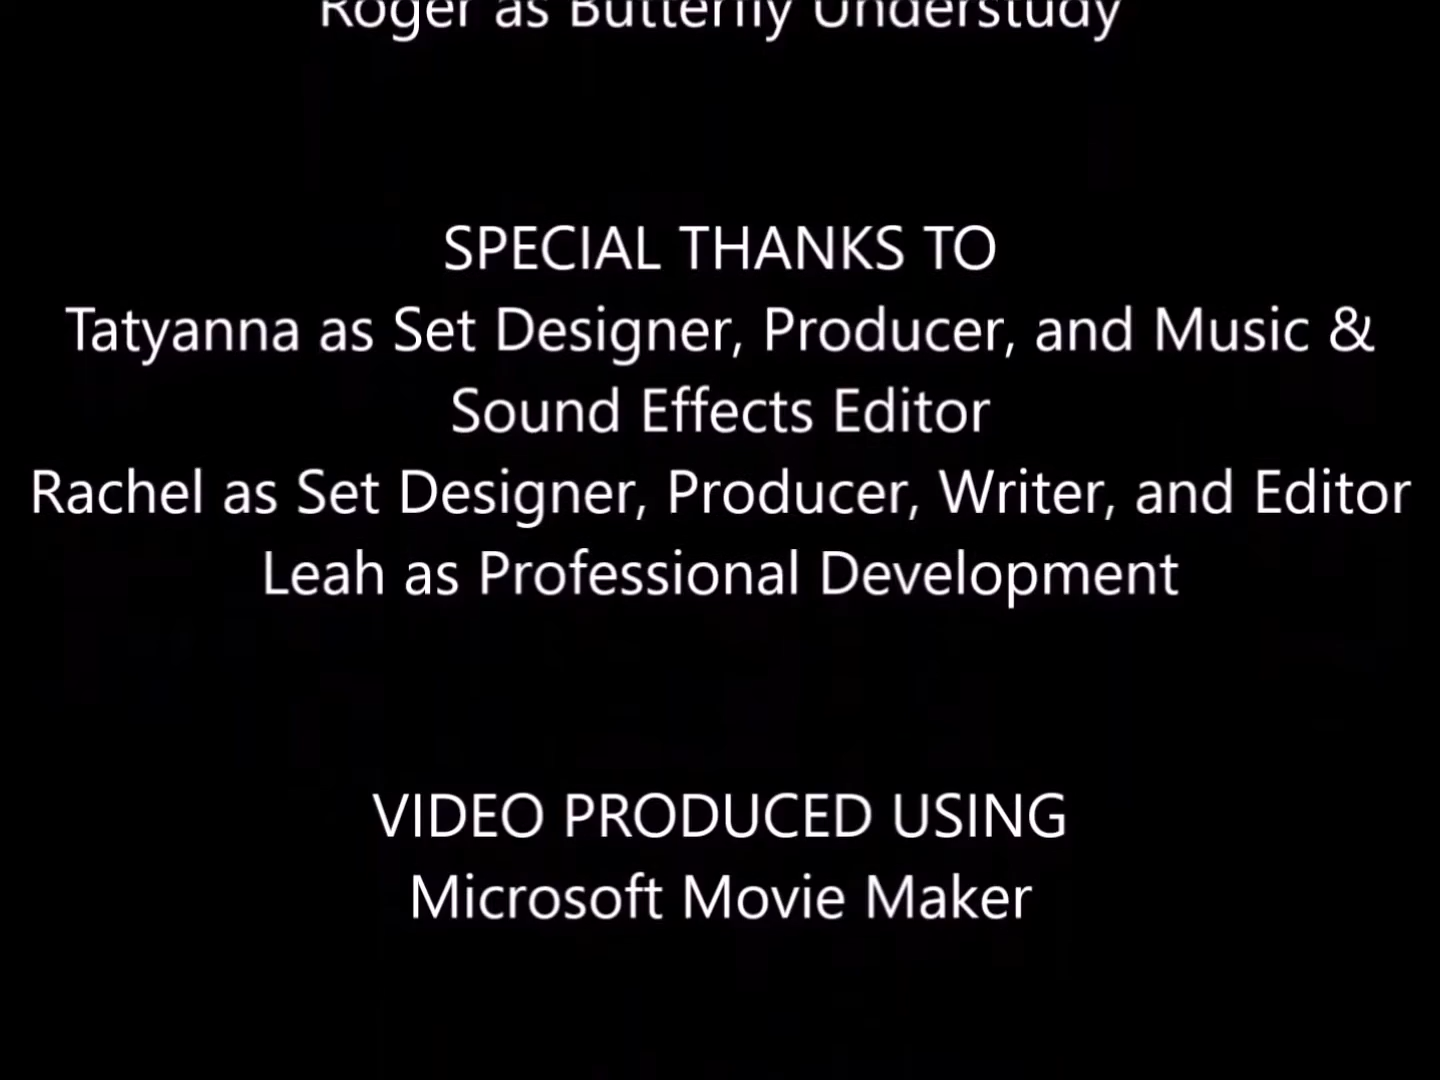 Roger as Butterfly Understudy
SPECIAL THANKS TO
Tatyanna as Set Designer, Producer, and Music &
Sound Effects Editor
Rachel as Set Designer, Producer, Writer, and Editor
Leah as Professional Development
VIDEO PRODUCED USING
Microsoft Movie Maker